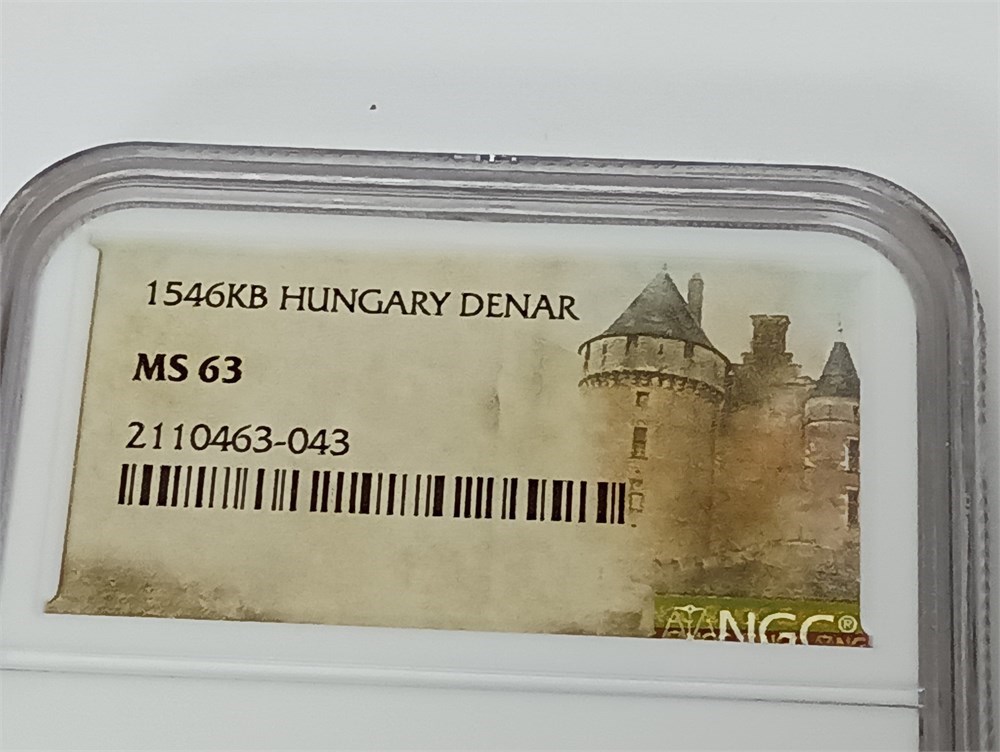 1546KB HUNGARY DENAR
MS 63
2110463-043
NGC®